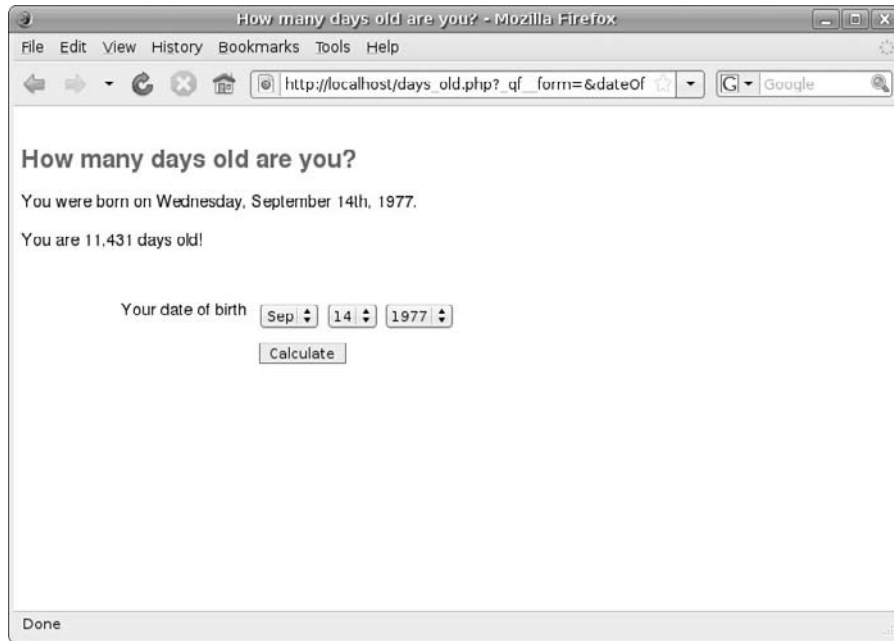 How many days old are you? - Mozilla Firefox
File Edit View History Bookmarks Tools Help
http://localhost/days_old.php?_qf__form=&dateOf G Google
How many days old are you?
You were born on Wednesday, September 14th, 1977.
You are 11,431 days old!
Your date of birth Sep 14 1977
Calculate
Done